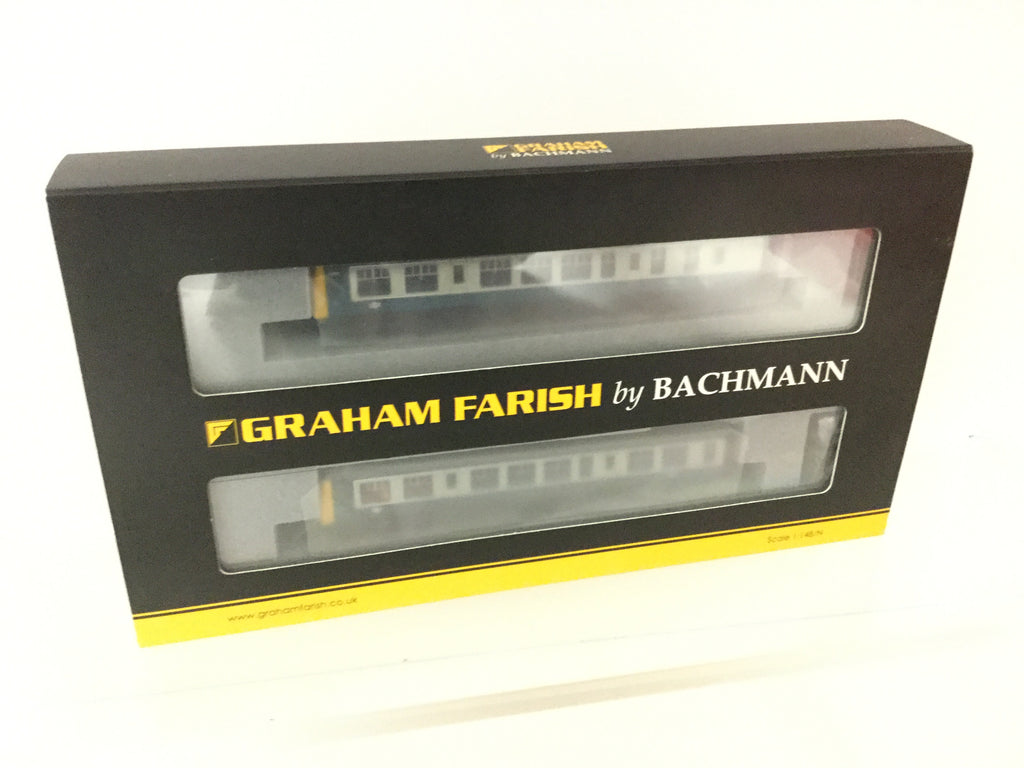 GRAHAM FARISH
by BACHMANN
GRAHAM FARISH by BACHMANN
Scale 1:148/N
www.grahamfarish.co.uk